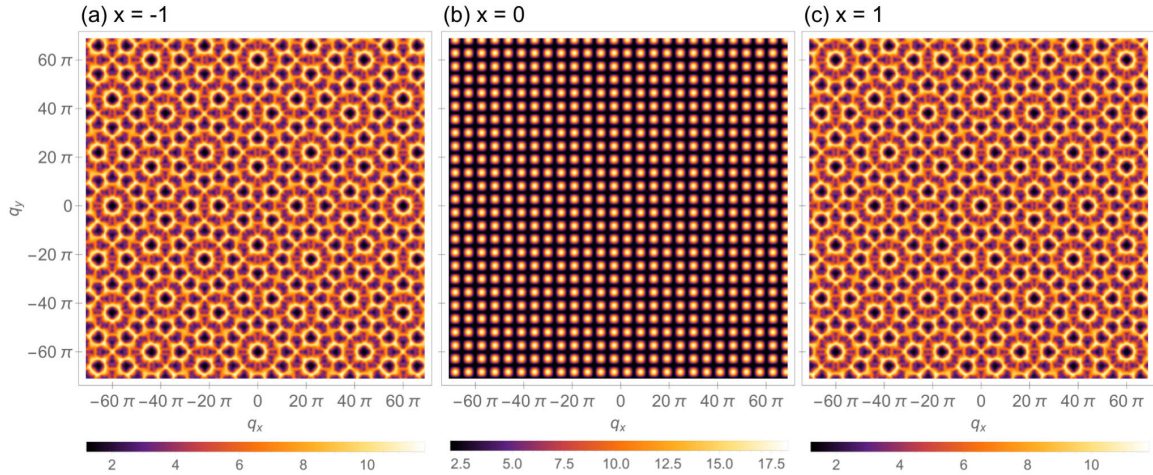 (a) x = -1
(b) x = 0
(c) x = 1
60 π
40 π
20 π
0
−20 π
−40 π
−60 π
q_y
−60 π −40 π −20 π 0 20 π 40 π 60 π
−60 π −40 π −20 π 0 20 π 40 π 60 π
−60 π −40 π −20 π 0 20 π 40 π 60 π
q_x
q_x
q_x
2 4 6 8 10
2.5 5.0 7.5 10.0 12.5 15.0 17.5
2 4 6 8 10